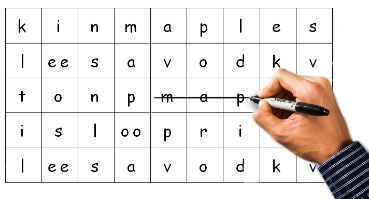 k i n m a p l e s
l ee s a v o d k v
t o n p m a p
i s l oo p r i
l ee s a v o d k v